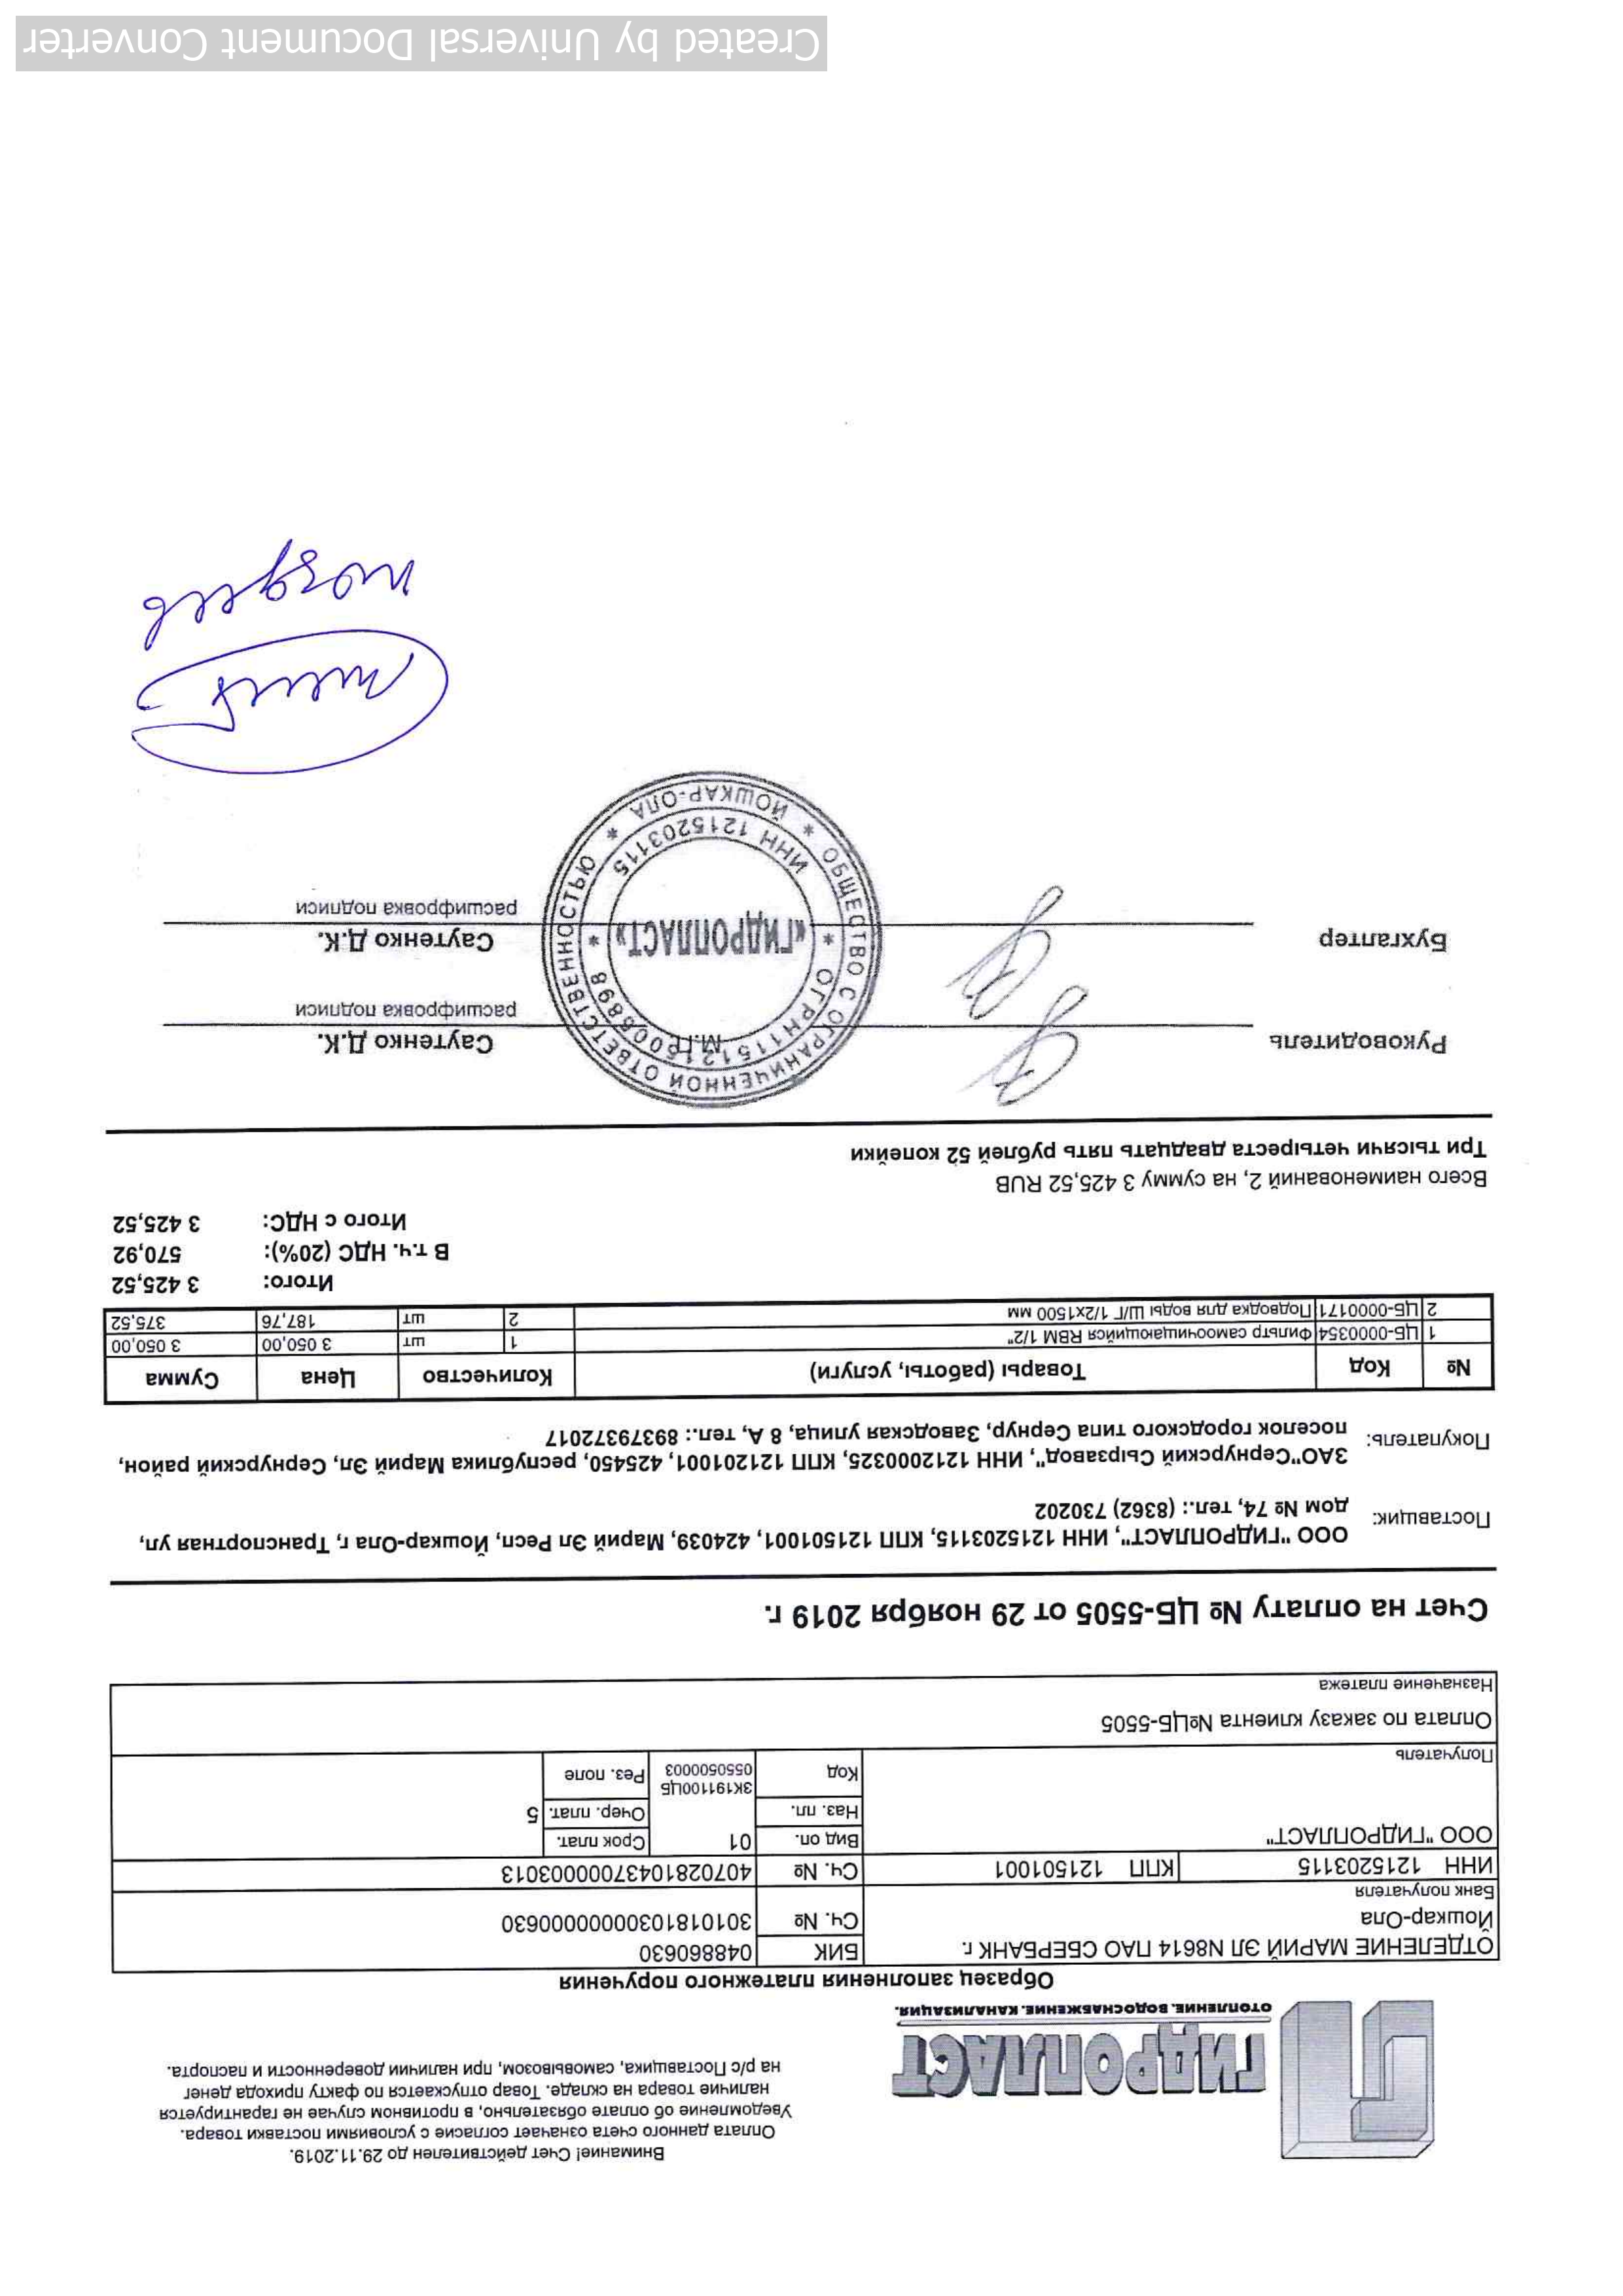 Внимание! Счет действителен до 29.11.2019.
Оплата данного счета означает согласие с условиями поставки товара.
Уведомление об оплате обязательно, в противном случае не гарантируется
наличие товара на складе. Товар отпускается по факту прихода денег
на р/с Поставщика, самовывозом, при наличии доверенности и паспорта.
ГИДРОПЛАСТ
ОТОПЛЕНИЕ. ВОДОСНАБЖЕНИЕ. КАНАЛИЗАЦИЯ.
Образец заполнения платежного поручения
ОТДЕЛЕНИЕ МАРИЙ ЭЛ N8614 ПАО СБЕРБАНК г. БИК 048860630
Йошкар-Ола Сч. № 30101810300000000630
Банк получателя
ИНН 1215203115 КПП 121501001 Сч. № 40702810437000003013
ООО "ГИДРОПЛАСТ" Вид оп. 01 Срок плат.
Наз. пл. Очер. плат. 5
Получатель Код ЗК191100ЦБ 055050003 Рез. поле
Оплата по заказу клиента №ЦБ-5505
Назначение платежа
Счет на оплату № ЦБ-5505 от 29 ноября 2019 г.
Поставщик: ООО "ГИДРОПЛАСТ", ИНН 1215203115, КПП 121501001, 424039, Марий Эл Респ, Йошкар-Ола г, Транспортная ул,
дом № 74, тел.: (8362) 730202
Покупатель: ЗАО"Сернурский Сырзавод", ИНН 1212000325, КПП 121201001, 425450, республика Марий Эл, Сернурский район,
поселок городского типа Сернур, Заводская улица, 8 А, тел.: 89379372017
№ Код Товары (работы, услуги) Количество Цена Сумма
1 ЦБ-0000354 Фильтр самоочищающийся RBM 1/2" 1 шт 3 050,00 3 050,00
2 ЦБ-0000171 Подводка для воды Ш/Г 1/2х1500 мм 2 шт 187,76 375,52
Итого: 3 425,52
В т.ч. НДС (20%): 570,92
Итого с НДС: 3 425,52
Всего наименований 2, на сумму 3 425,52 RUB
Три тысячи четыреста двадцать пять рублей 52 копейки
Руководитель Саутенко Д.К.
расшифровка подписи
М.П.
Бухгалтер Саутенко Д.К.
расшифровка подписи
ОБЩЕСТВО С ОГРАНИЧЕННОЙ ОТВЕТСТВЕННОСТЬЮ * ЙОШКАР-ОЛА *
ИНН 1215203115
«ГИДРОПЛАСТ»
Created by Universal Document Converter